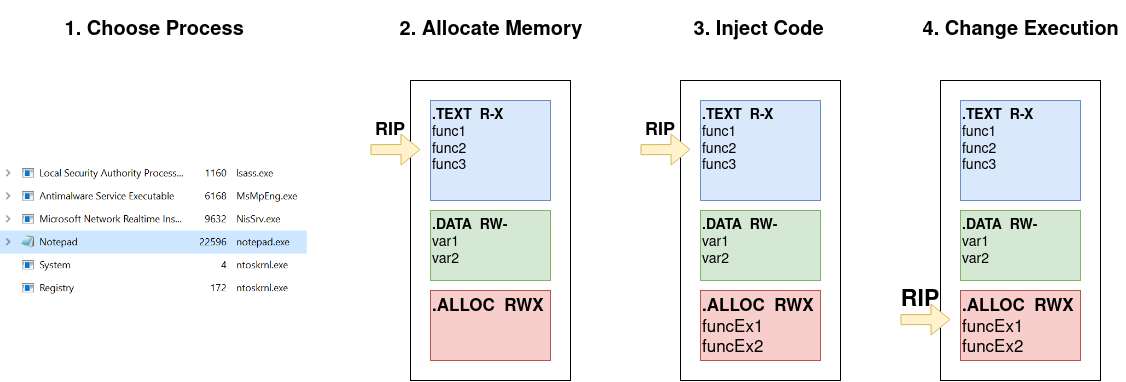 1. Choose Process
2. Allocate Memory
3. Inject Code
4. Change Execution
Local Security Authority Process... 1160 lsass.exe
Antimalware Service Executable 6168 MsMpEng.exe
Microsoft Network Realtime Ins... 9632 NisSrv.exe
Notepad 22596 notepad.exe
System 4 ntoskrnl.exe
Registry 172 ntoskrnl.exe
RIP
.TEXT R-X
func1
func2
func3
.DATA RW-
var1
var2
.ALLOC RWX
RIP
.TEXT R-X
func1
func2
func3
.DATA RW-
var1
var2
.ALLOC RWX
funcEx1
funcEx2
.TEXT R-X
func1
func2
func3
.DATA RW-
var1
var2
RIP
.ALLOC RWX
funcEx1
funcEx2